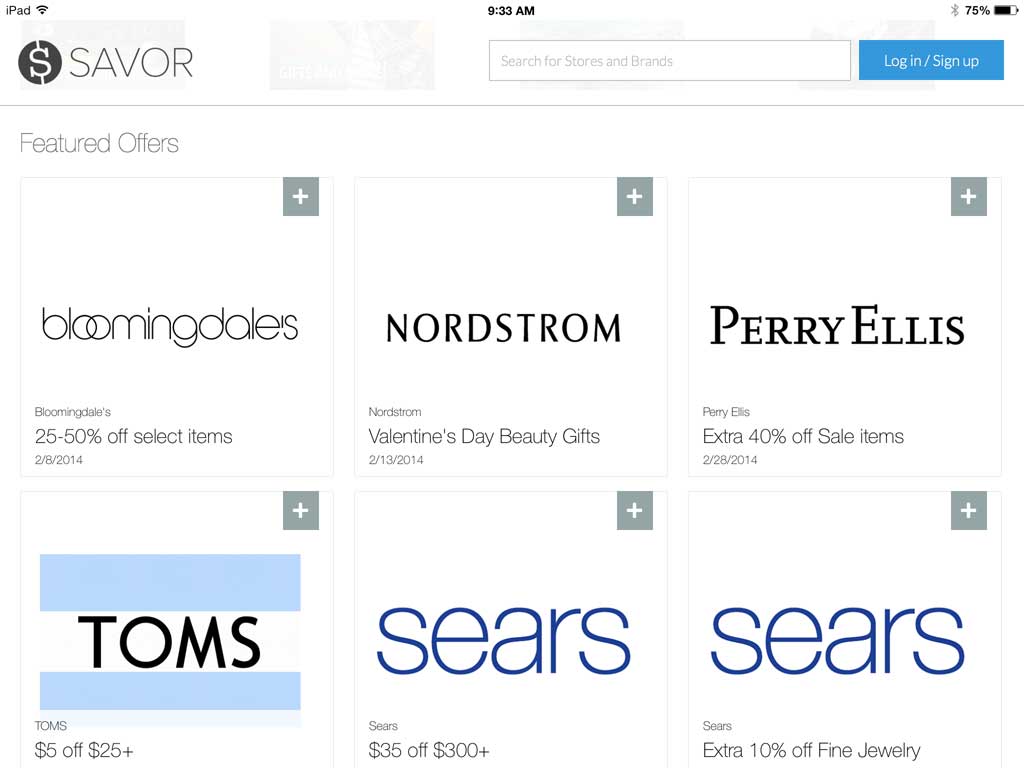 iPad 9:33 AM 75%
GIFTS AND
$ SAVOR
Search for Stores and Brands
Log in / Sign up
Featured Offers
bloomingdale's
Bloomingdale's
25-50% off select items
2/8/2014
NORDSTROM
Nordstrom
Valentine's Day Beauty Gifts
2/13/2014
PERRY ELLIS
Perry Ellis
Extra 40% off Sale items
2/28/2014
TOMS
TOMS
$5 off $25+
sears
Sears
$35 off $300+
sears
Sears
Extra 10% off Fine Jewelry